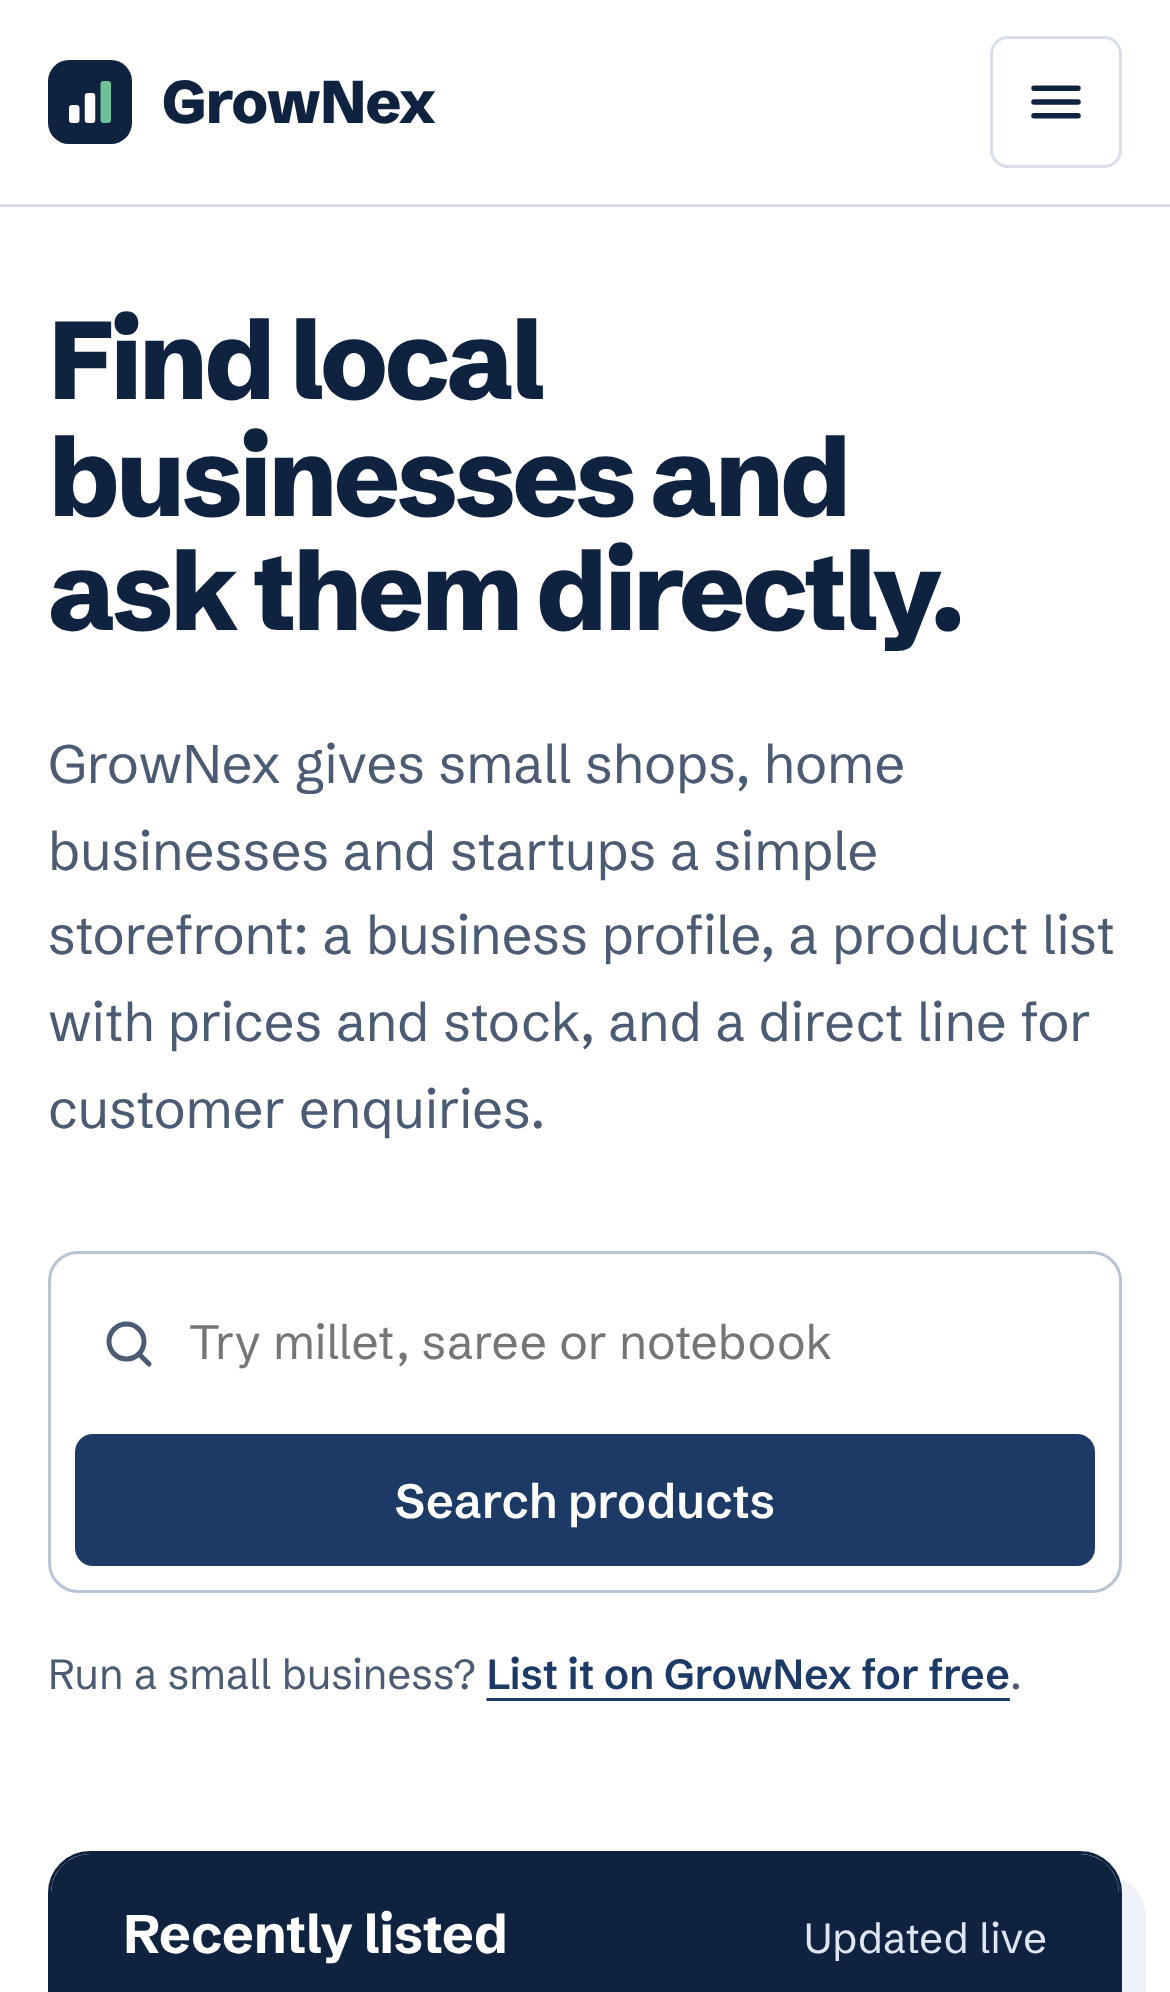 GrowNex
Find local
businesses and
ask them directly.
GrowNex gives small shops, home
businesses and startups a simple
storefront: a business profile, a product list
with prices and stock, and a direct line for
customer enquiries.
Try millet, saree or notebook
Search products
Run a small business? List it on GrowNex for free.
Recently listed
Updated live